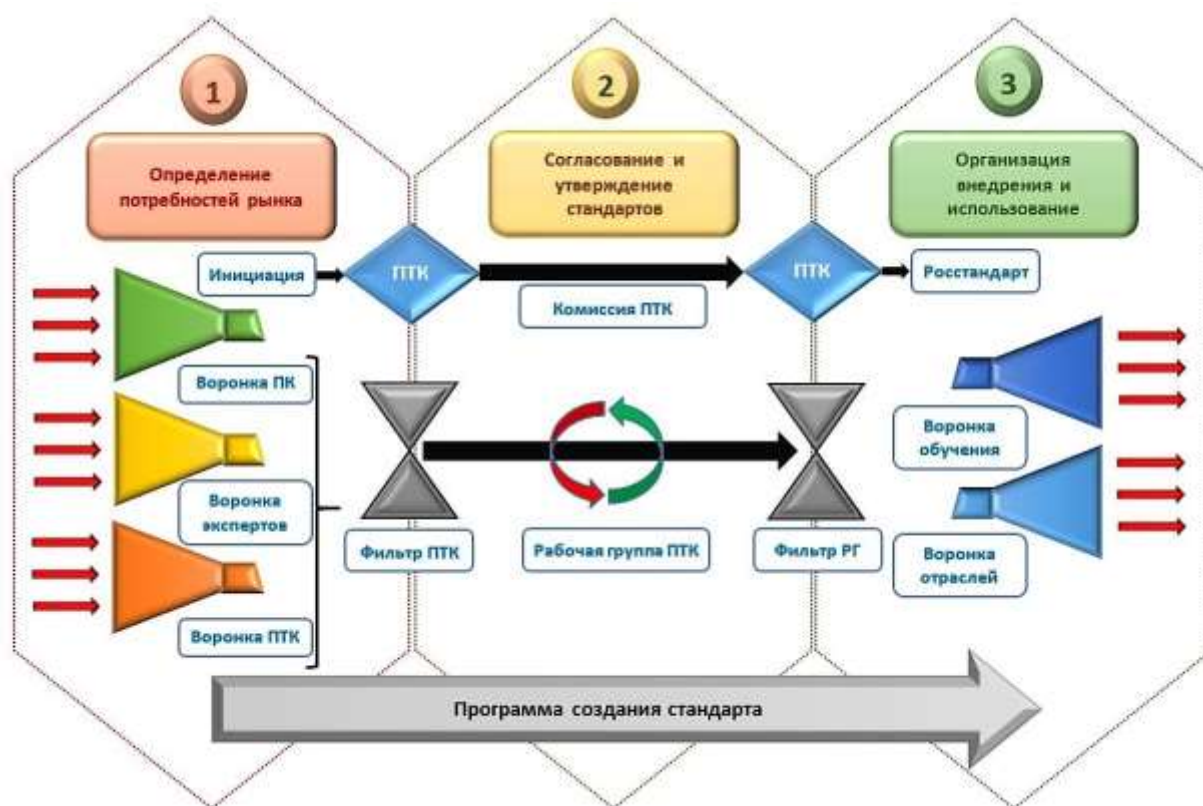 1
Определение
потребностей рынка
2
Согласование и
утверждение
стандартов
3
Организация
внедрения и
использование
Инициация
ПТК
Комиссия ПТК
ПТК
Росстандарт
Воронка ПК
Воронка
экспертов
Воронка ПТК
Фильтр ПТК
Рабочая группа ПТК
Фильтр РГ
Воронка
обучения
Воронка
отраслей
Программа создания стандарта